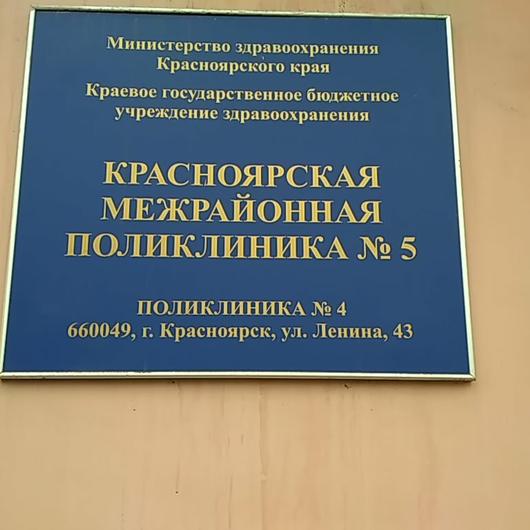 Министерство здравоохранения
Красноярского края
Краевое государственное бюджетное
учреждение здравоохранения
КРАСНОЯРСКАЯ
МЕЖРАЙОННАЯ
ПОЛИКЛИНИКА № 5
ПОЛИКЛИНИКА № 4
660049, г. Красноярск, ул. Ленина, 43